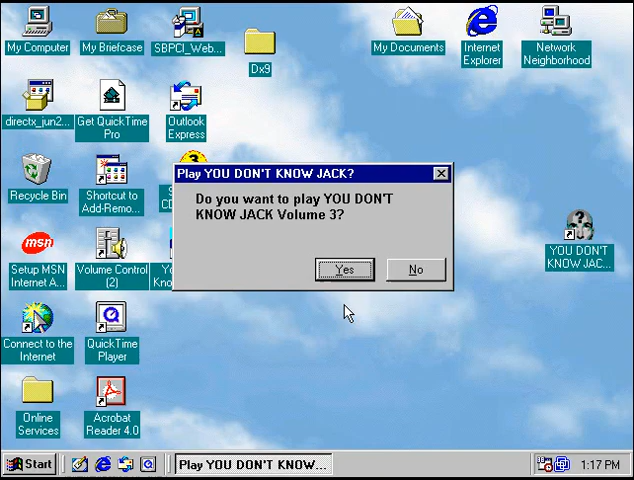 My Computer
My Briefcase
SBPCI_Web...
Dx9
My Documents
Internet
Explorer
Network
Neighborhood
directx_jun2...
Get QuickTime
Pro
Outlook
Express
Recycle Bin
Shortcut to
Add-Remo...
3
Play YOU DON'T KNOW JACK?
Do you want to play YOU DON'T
KNOW JACK Volume 3?
Yes
No
?
YOU DON'T
KNOW JAC...
msn
Setup MSN
Internet A...
Volume Control
(2)
Connect to the
Internet
QuickTime
Player
Online
Services
Acrobat
Reader 4.0
Start
Play YOU DON'T KNOW...
1:17 PM